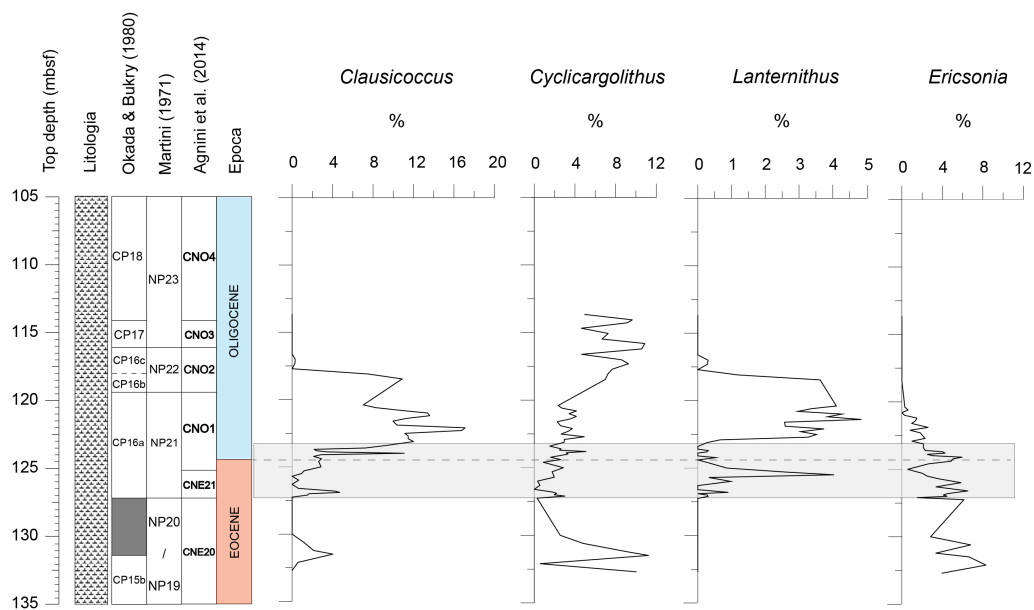 Top depth (mbsf)
Litologia
Okada & Bukry (1980)
Martini (1971)
Agnini et al. (2014)
Epoca
Clausicoccus
Cyclicargolithus
Lanternithus
Ericsonia
% % % %
0 4 8 12 16 20
0 4 8 12
0 1 2 3 4 5
0 4 8 12
105
110
115
120
125
130
135
CP18
CP17
CP16c
CP16b
CP16a
CP15b
NP23
NP22
NP21
NP20
/
NP19
CNO4
CNO3
CNO2
CNO1
CNE21
CNE20
OLIGOCENE
EOCENE